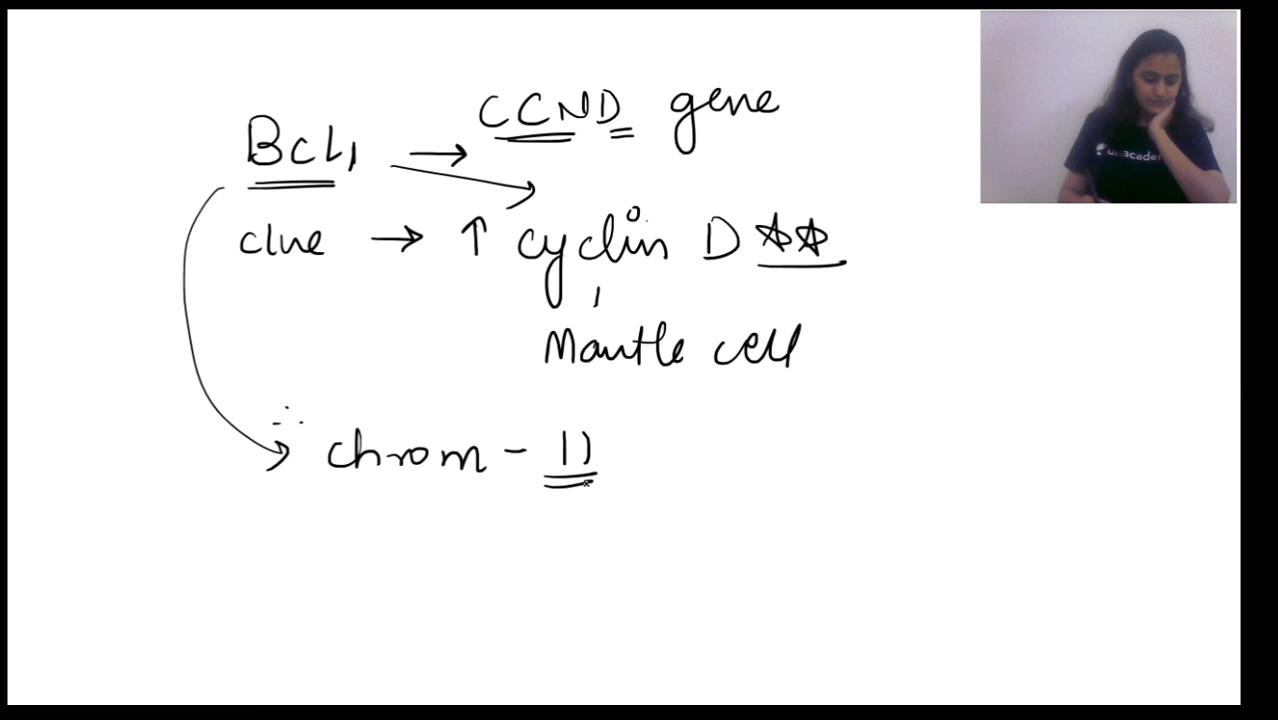 CCND gene
Bcl1 →
clue → ↑ cyclin D ☆☆
Mantle cell
∴ chrom - 11